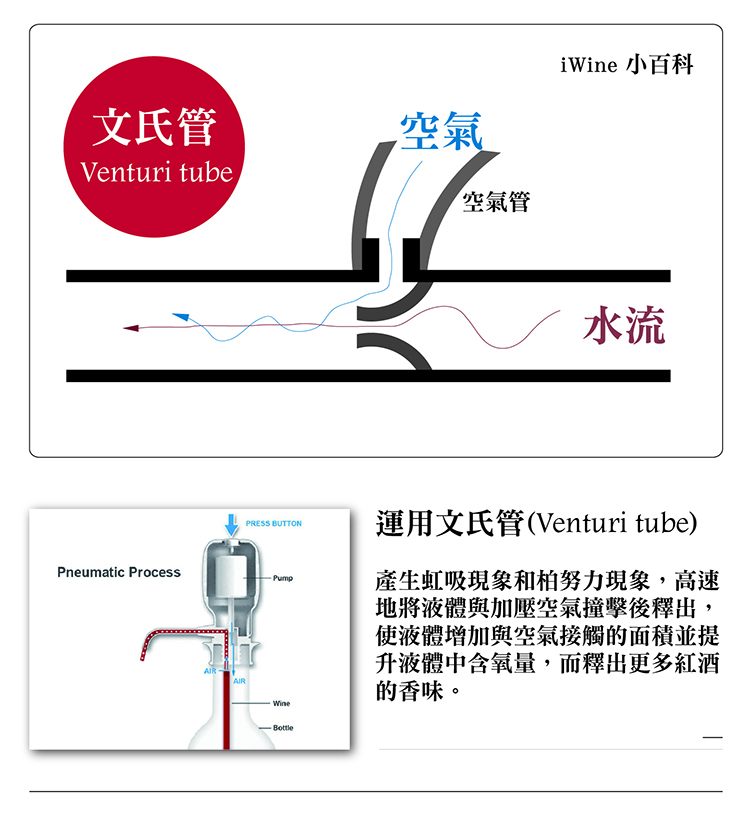 iWine 小百科
文氏管
Venturi tube
空氣
空氣管
水流
PRESS BUTTON
Pneumatic Process
Pump
AIR
AIR
Wine
Bottle
運用文氏管(Venturi tube)
產生虹吸現象和柏努力現象，高速
地將液體與加壓空氣撞擊後釋出，
使液體增加與空氣接觸的面積並提
升液體中含氧量，而釋出更多紅酒
的香味。